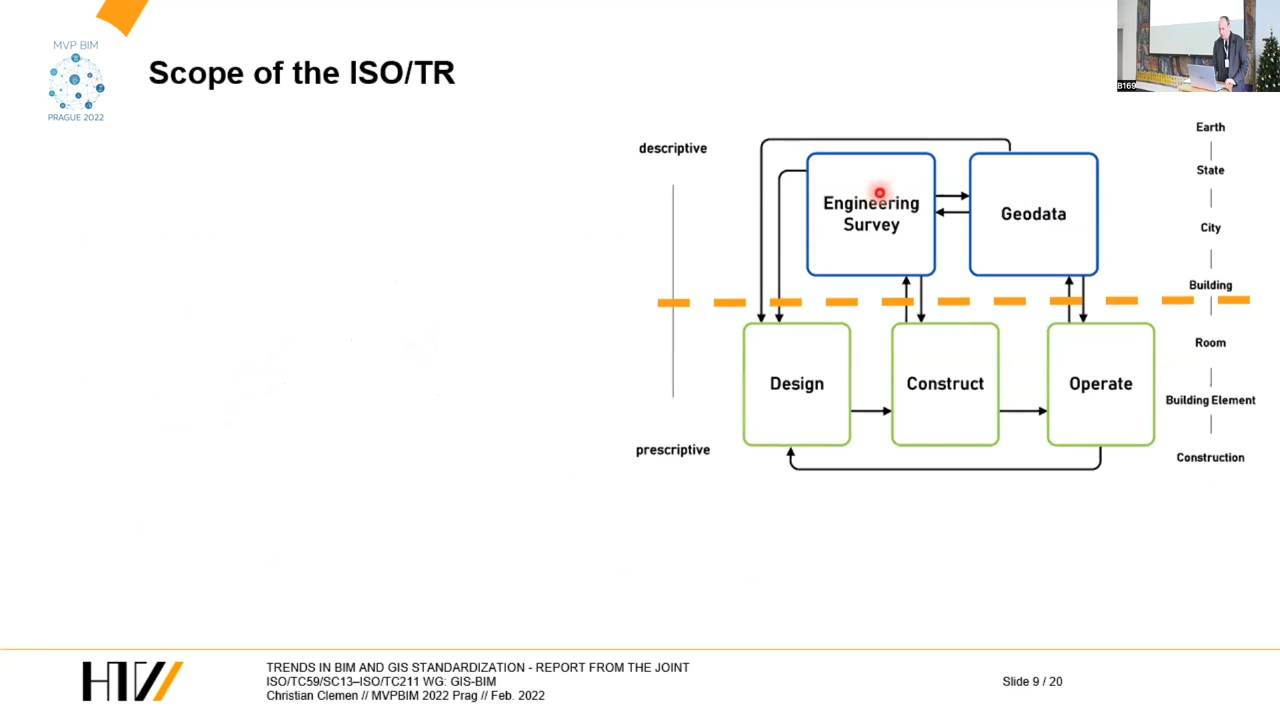 MVP BIM
PRAGUE 2022
Scope of the ISO/TR
B169
descriptive
prescriptive
Engineering
Survey
Geodata
Design
Construct
Operate
Earth
State
City
Building
Room
Building Element
Construction
HTW
TRENDS IN BIM AND GIS STANDARDIZATION - REPORT FROM THE JOINT
ISO/TC59/SC13–ISO/TC211 WG: GIS-BIM
Christian Clemen // MVPBIM 2022 Prag // Feb. 2022
Slide 9 / 20